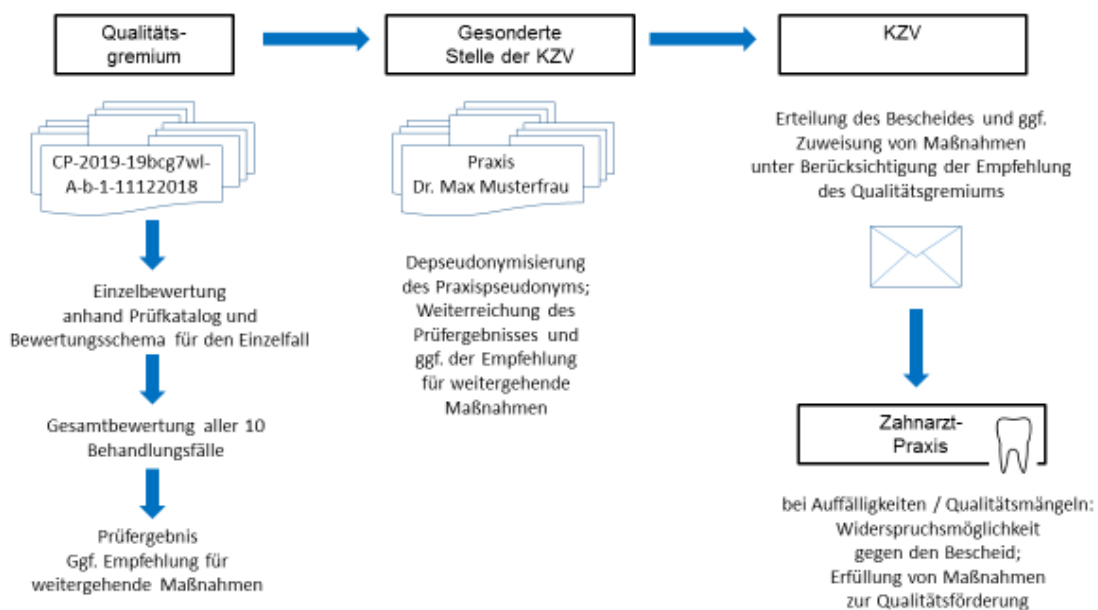 Qualitäts-
gremium
Gesonderte
Stelle der KZV
KZV
CP-2019-19bcg7wl-
A-b-1-11122018
Einzelbewertung
anhand Prüfkatalog und
Bewertungsschema für den Einzelfall
Gesamtbewertung aller 10
Behandlungsfälle
Prüfergebnis
Ggf. Empfehlung für
weitergehende Maßnahmen
Praxis
Dr. Max Musterfrau
Depseudonymisierung
des Praxispseudonyms;
Weiterreichung des
Prüfergebnisses und
ggf. der Empfehlung
für weitergehende
Maßnahmen
Erteilung des Bescheides und ggf.
Zuweisung von Maßnahmen
unter Berücksichtigung der Empfehlung
des Qualitätsgremiums
Zahnarzt-
Praxis
bei Auffälligkeiten / Qualitätsmängeln:
Widerspruchsmöglichkeit
gegen den Bescheid;
Erfüllung von Maßnahmen
zur Qualitätsförderung